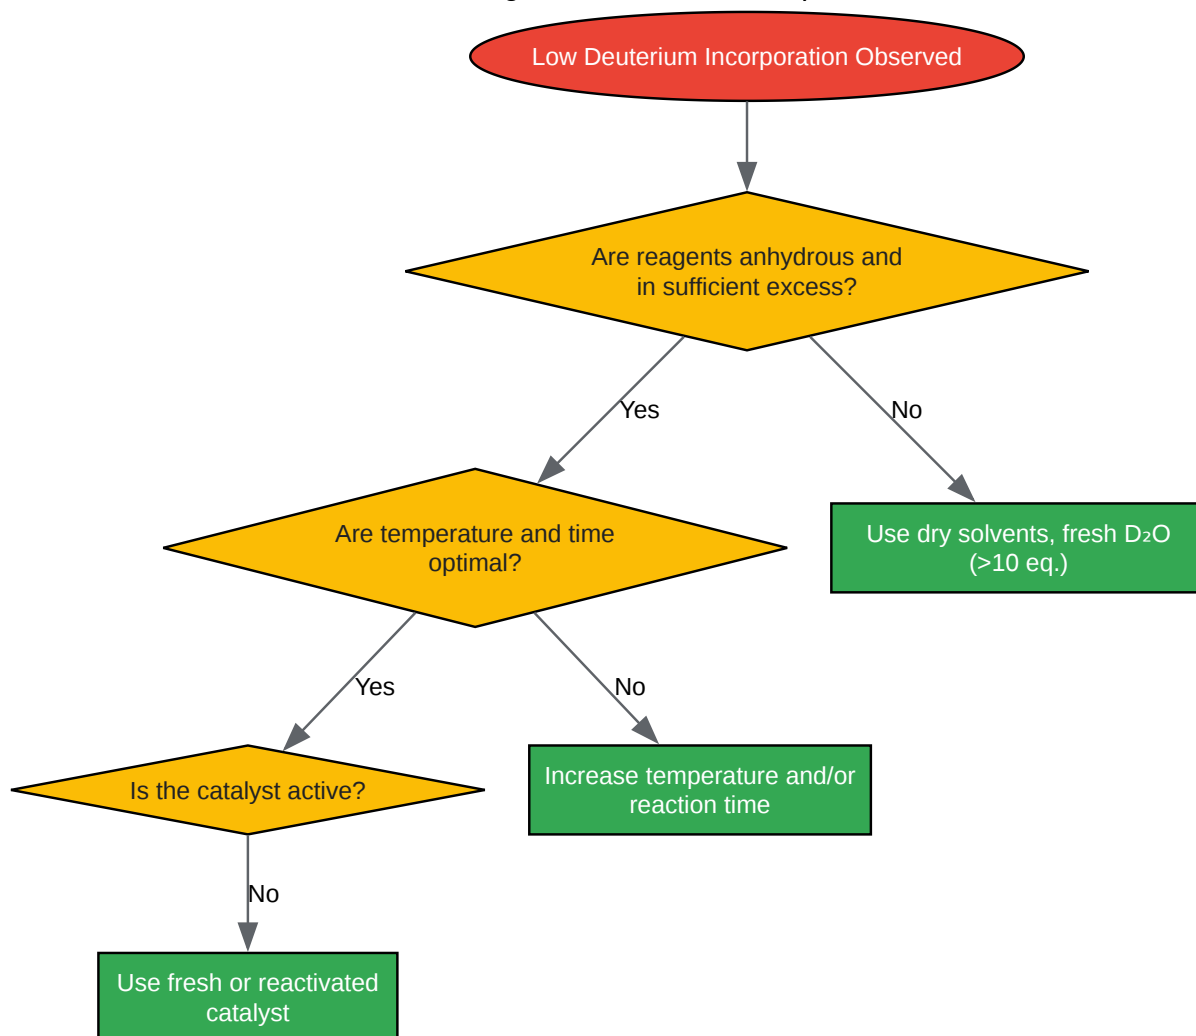 Low Deuterium Incorporation Observed
Are reagents anhydrous and
in sufficient excess?
Yes
No
Are temperature and time
optimal?
Use dry solvents, fresh D₂O
(>10 eq.)
Yes
No
Is the catalyst active?
Increase temperature and/or
reaction time
No
Use fresh or reactivated
catalyst